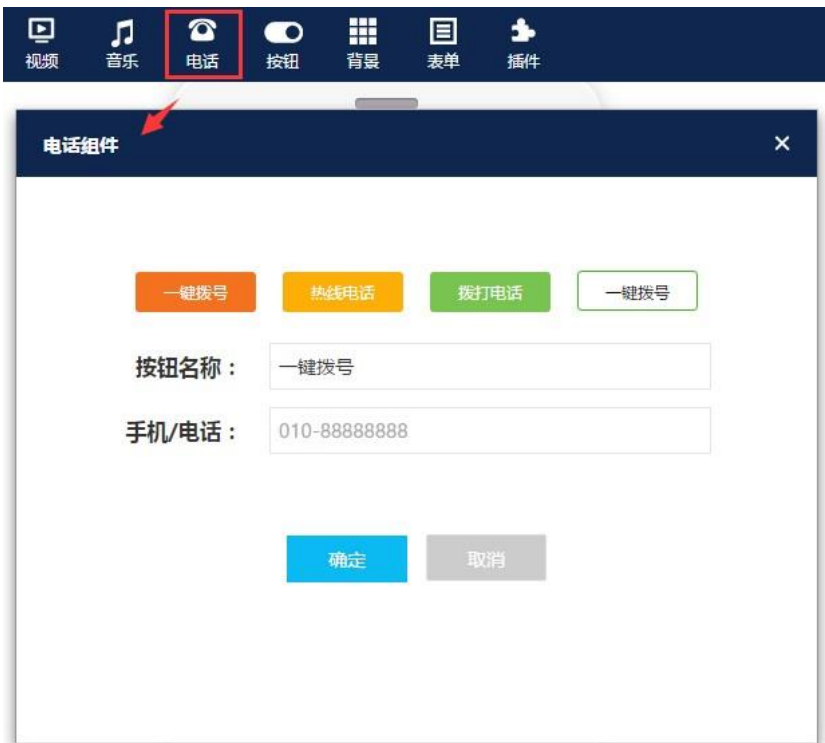 视频 音乐 电话 按钮 背景 表单 插件
电话组件
一键拨号 热线电话 拨打电话 一键拨号
按钮名称： 一键拨号
手机/电话： 010-88888888
确定 取消